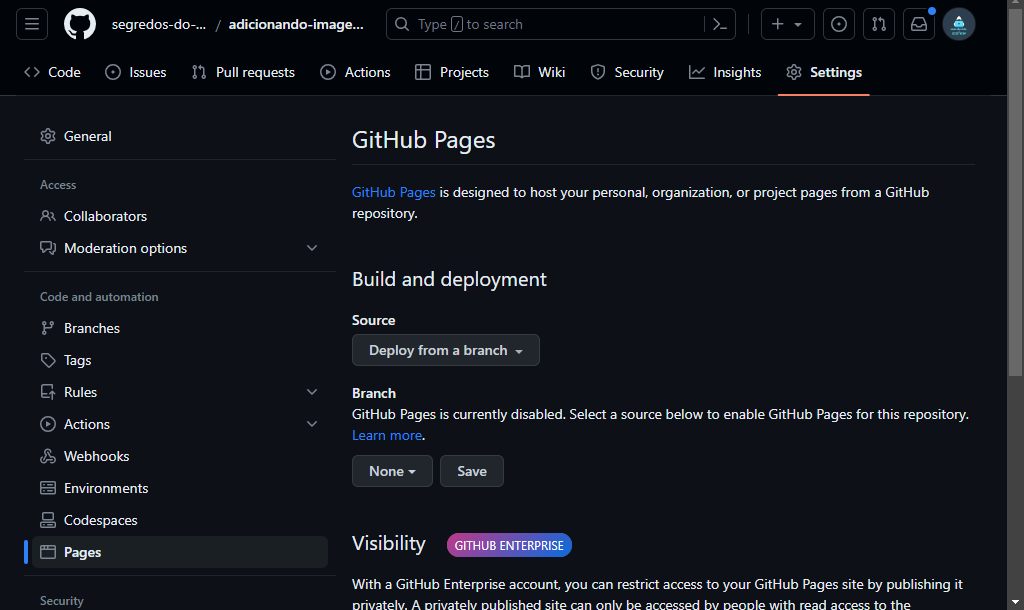 segredos-do-... / adicionando-image...
Type / to search
Code Issues Pull requests Actions Projects Wiki Security Insights Settings
General
Access
Collaborators
Moderation options
Code and automation
Branches
Tags
Rules
Actions
Webhooks
Environments
Codespaces
Pages
Security
GitHub Pages
GitHub Pages is designed to host your personal, organization, or project pages from a GitHub
repository.
Build and deployment
Source
Deploy from a branch
Branch
GitHub Pages is currently disabled. Select a source below to enable GitHub Pages for this repository.
Learn more.
None Save
Visibility GITHUB ENTERPRISE
With a GitHub Enterprise account, you can restrict access to your GitHub Pages site by publishing it
privately. A privately published site can only be accessed by people with read access to the